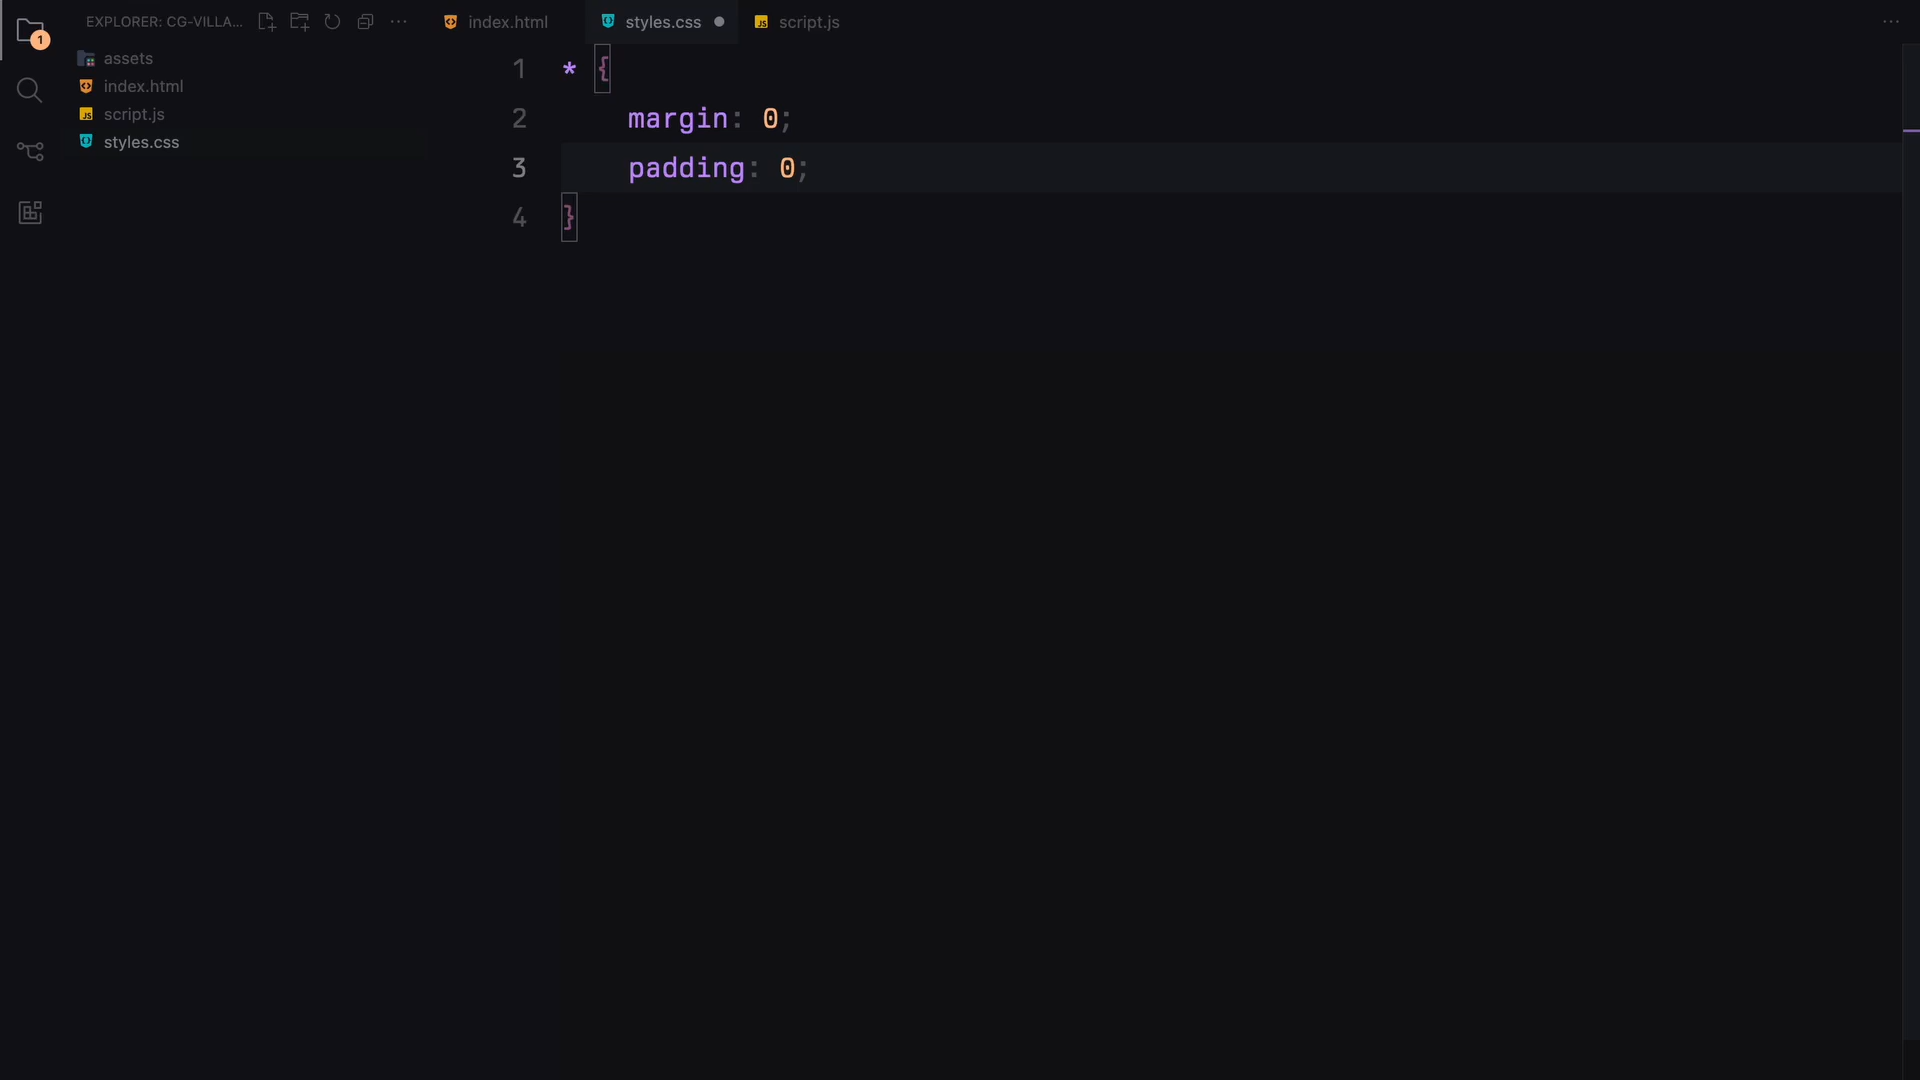 EXPLORER: CG-VILLA...
1
assets
index.html
script.js
styles.css
index.html
styles.css
script.js
1 * {
2 margin: 0;
3 padding: 0;
4 }